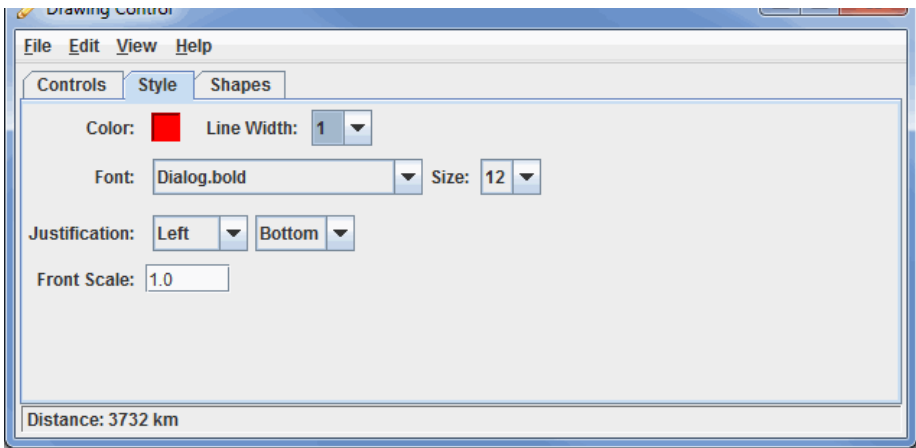 Drawing Control
File Edit View Help
Controls Style Shapes
Color: Line Width: 1
Font: Dialog.bold Size: 12
Justification: Left Bottom
Front Scale: 1.0
Distance: 3732 km